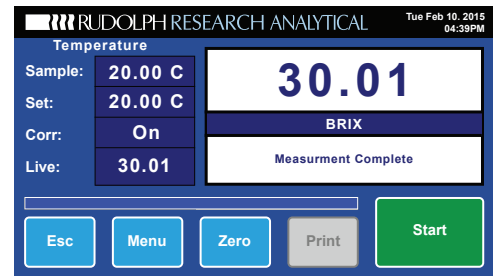 RUDOLPH RESEARCH ANALYTICAL
Tue Feb 10. 2015
04:39PM
Temperature
Sample: 20.00 C
Set: 20.00 C
Corr: On
Live: 30.01
30.01
BRIX
Measurment Complete
Esc
Menu
Zero
Print
Start